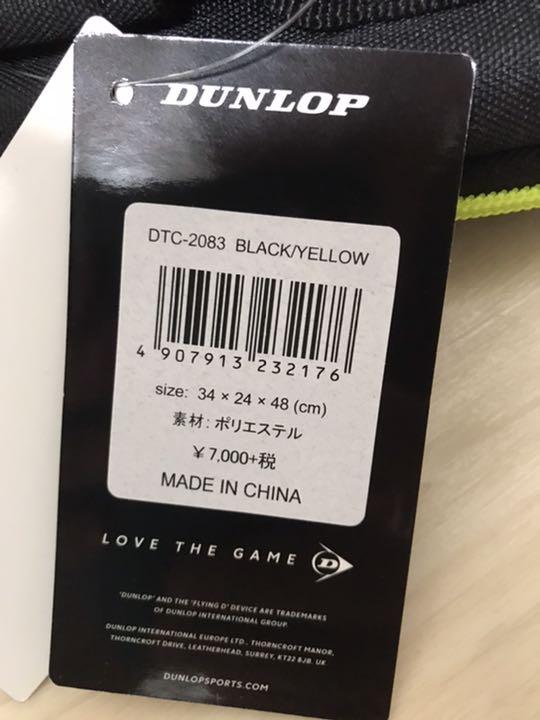 DUNLOP
DTC-2083 BLACK/YELLOW
4 907913 232176
size: 34 × 24 × 48 (cm)
素材: ポリエステル
￥7,000+税
MADE IN CHINA
LOVE THE GAME D
'DUNLOP' AND THE 'FLYING D' DEVICE ARE TRADEMARKS
OF DUNLOP INTERNATIONAL GROUP.
DUNLOP INTERNATIONAL EUROPE LTD., THORNCROFT MANOR,
THORNCROFT DRIVE, LEATHERHEAD, SURREY, KT22 8JB. UK
DUNLOPSPORTS.COM